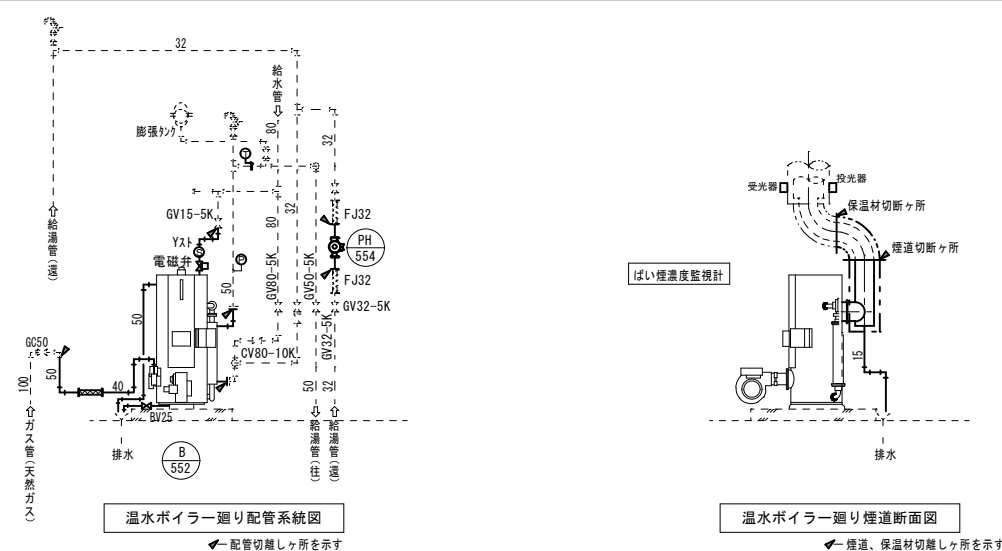 32
給水管
80
32
膨張タンク
T
32
GV15-5K
80
FJ32
PH
554
Yスト
S
電磁弁
P
50
GV80-5K
GV50-5K
FJ32
GV32-5K
給湯管(還)
50
GC50
50
100
40
CV80-10K
GV32-5K
50
32
BV25
ガス管(天然ガス)
排水
B
552
給湯管(往)
給湯管(還)
温水ボイラー廻り配管系統図
配管切離しヶ所を示す
受光器
投光器
保温材切断ヶ所
煙道切断ヶ所
ばい煙濃度監視計
15
排水
温水ボイラー廻り煙道断面図
煙道、保温材切離しヶ所を示す